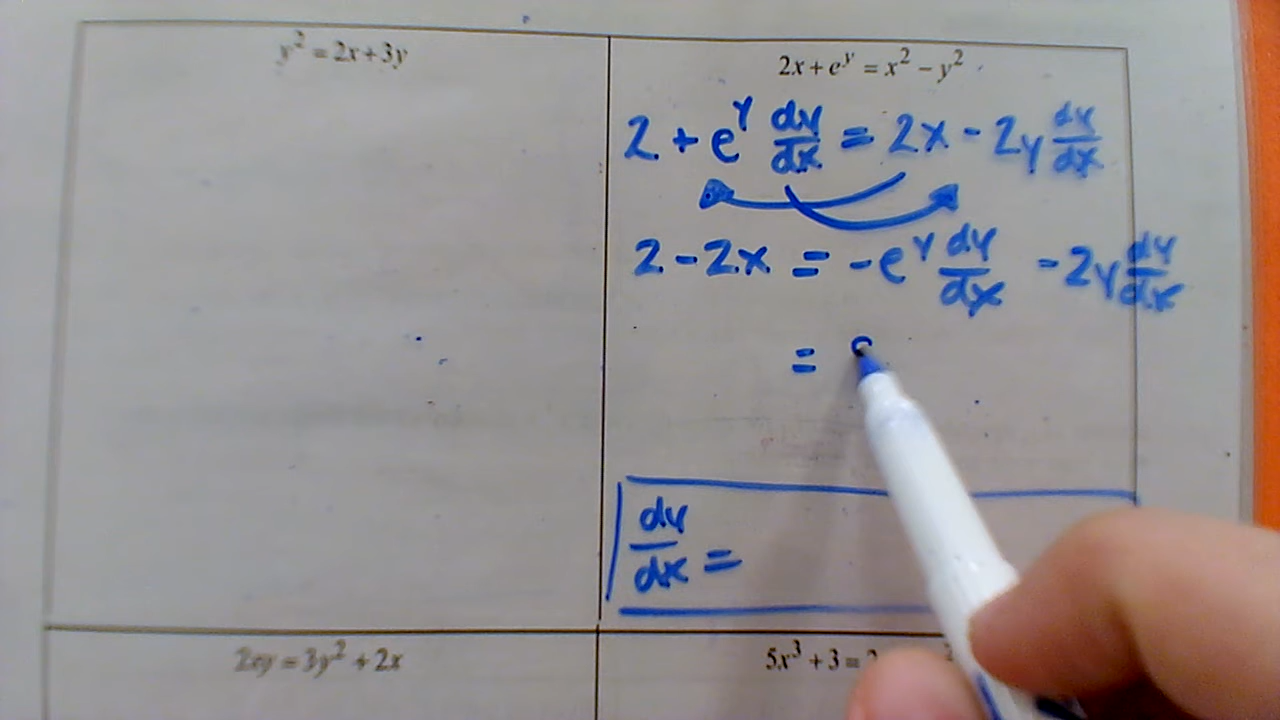 y² = 2x+3y
2x + e^y = x² − y²
2 + e^y dy/dx = 2x − 2y dy/dx
2 − 2x = −e^y dy/dx − 2y dy/dx
=
dy/dx =
2xy = 3y² + 2x
5x³ + 3 =